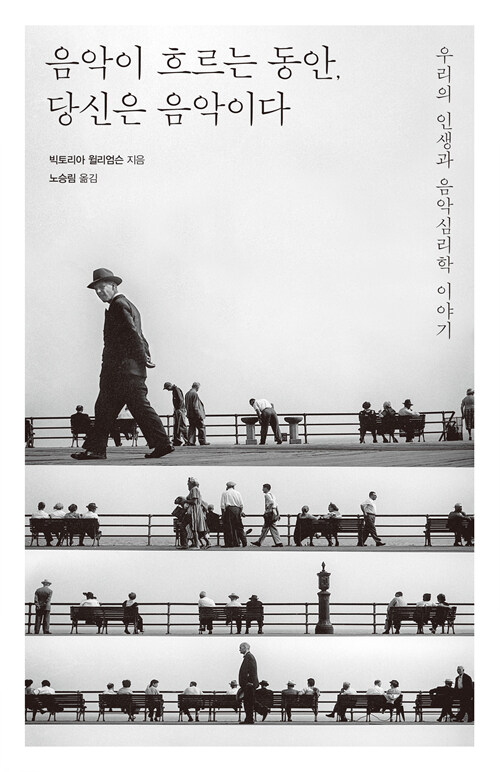 음악이 흐르는 동안,
당신은 음악이다
빅토리아 윌리엄슨 지음
노승림 옮김
우리의 인생과 음악심리학 이야기